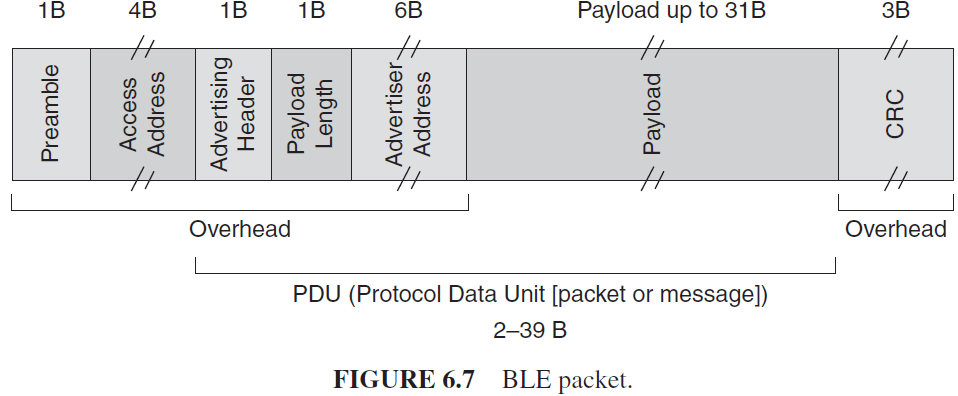 1B 4B 1B 1B 6B Payload up to 31B 3B
Preamble
Access
Address
Advertising
Header
Payload
Length
Advertiser
Address
Payload
CRC
Overhead Overhead
PDU (Protocol Data Unit [packet or message])
2–39 B
FIGURE 6.7 BLE packet.